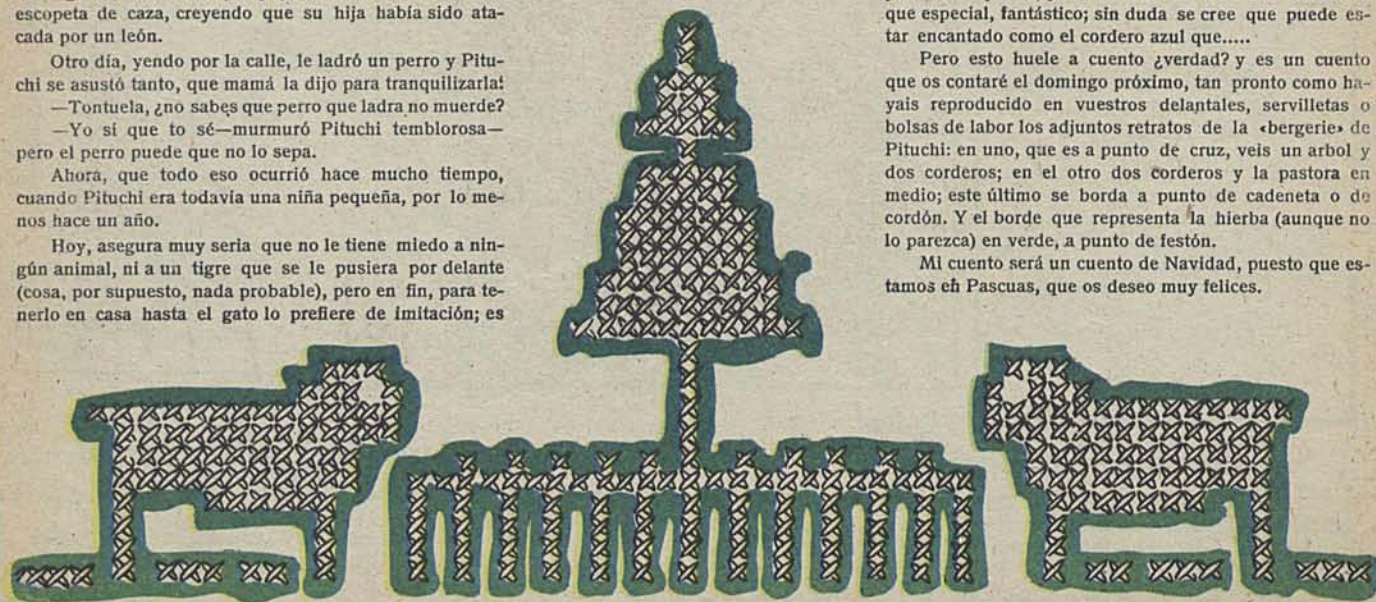 escopeta de caza, creyendo que su hija había sido ata-
cada por un león.
Otro día, yendo por la calle, le ladró un perro y Pitu-
chi se asustó tanto, que mamá la dijo para tranquilizarla!
—Tontuela, ¿no sabes que perro que ladra no muerde?
—Yo si que to sé—murmuró Pituchi temblorosa—
pero el perro puede que no lo sepa.
Ahora, que todo eso ocurrió hace mucho tiempo,
cuando Pituchi era todavía una niña pequeña, por lo me-
nos hace un año.
Hoy, asegura muy seria que no le tiene miedo a nin-
gún animal, ni a un tigre que se le pusiera por delante
(cosa, por supuesto, nada probable), pero en fin, para te-
nerlo en casa hasta el gato lo prefiere de imitación; es
que especial, fantástico; sin duda se cree que puede es-
tar encantado como el cordero azul que.....
Pero esto huele a cuento ¿verdad? y es un cuento
que os contaré el domingo próximo, tan pronto como ha-
yais reproducido en vuestros delantales, servilletas o
bolsas de labor los adjuntos retratos de la «bergerie» de
Pituchi: en uno, que es a punto de cruz, veis un arbol y
dos corderos; en el otro dos corderos y la pastora en
medio; este último se borda a punto de cadeneta o de
cordón. Y el borde que representa la hierba (aunque no
lo parezca) en verde, a punto de festón.
Mi cuento será un cuento de Navidad, puesto que es-
tamos en Pascuas, que os deseo muy felices.